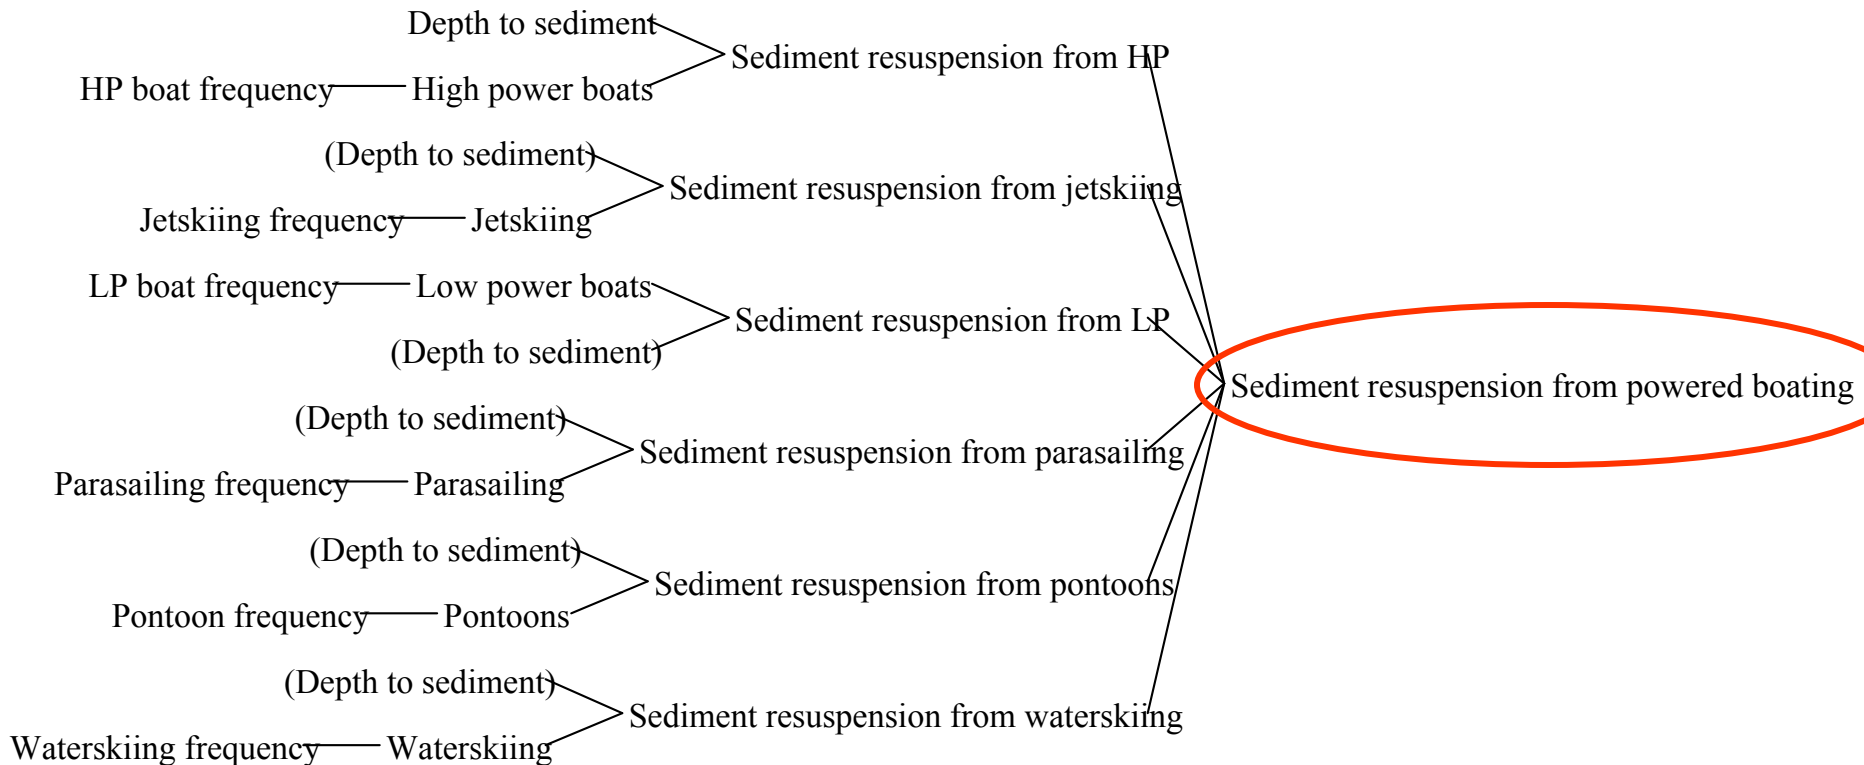 Depth to sediment
Sediment resuspension from HP
HP boat frequency
High power boats
(Depth to sediment)
Sediment resuspension from jetskiing
Jetskiing frequency
Jetskiing
LP boat frequency
Low power boats
Sediment resuspension from LP
(Depth to sediment)
Sediment resuspension from powered boating
(Depth to sediment)
Sediment resuspension from parasailing
Parasailing frequency
Parasailing
(Depth to sediment)
Sediment resuspension from pontoons
Pontoon frequency
Pontoons
(Depth to sediment)
Sediment resuspension from waterskiing
Waterskiing frequency
Waterskiing